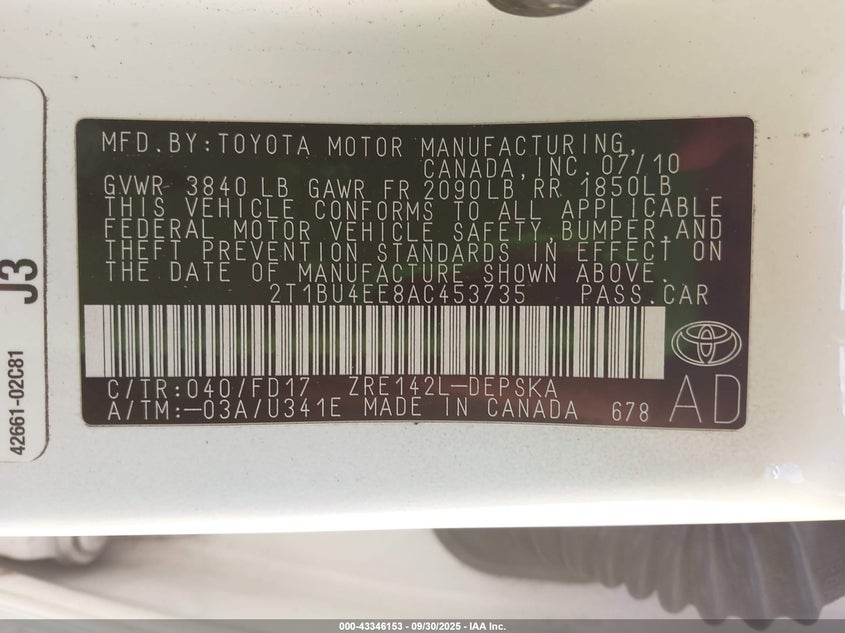 MFD.BY:TOYOTA MOTOR MANUFACTURING,
CANADA,INC. 07/10
GVWR 3840 LB GAWR FR 2090LB RR 1850LB
THIS VEHICLE CONFORMS TO ALL APPLICABLE
FEDERAL MOTOR VEHICLE SAFETY,BUMPER,AND
THEFT PREVENTION STANDARDS IN EFFECT ON
THE DATE OF MANUFACTURE SHOWN ABOVE.
2T1BU4EE8AC453735 PASS.CAR
C/TR:040/FD17 ZRE142L-DEPSKA
A/TM:-03A/U341E MADE IN CANADA 678 AD
J3
42661-02C81
000-43346153 - 09/30/2025 - IAA Inc.